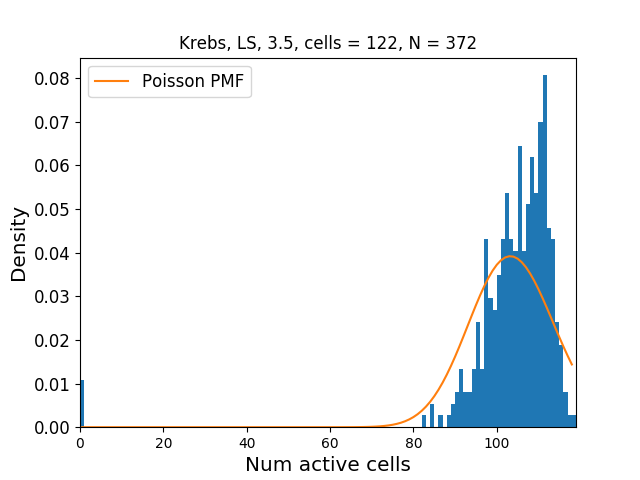 Krebs, LS, 3.5, cells = 122, N = 372
Poisson PMF
0.08
0.07
0.06
0.05
0.04
0.03
0.02
0.01
0.00
Density
0 20 40 60 80 100
Num active cells